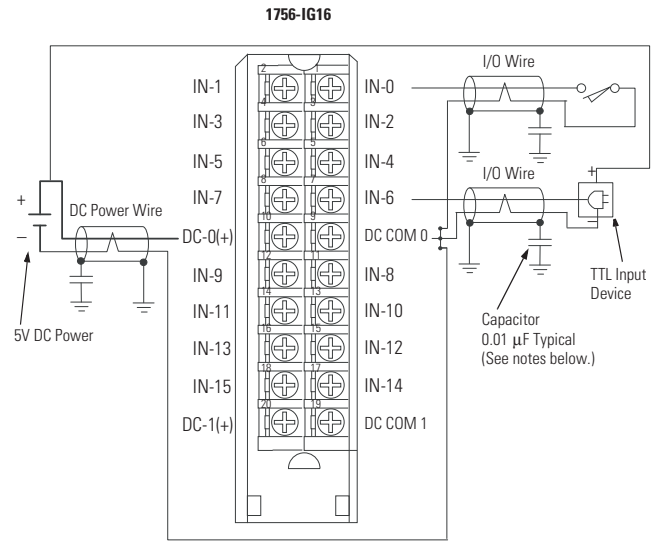 1756-IG16
I/O Wire
2 1
IN-1 IN-0
4 3
IN-3 IN-2
6 5
IN-5 IN-4
I/O Wire
8 7
IN-7 IN-6
+
+
DC Power Wire
10 9
DC-0(+) DC COM 0
–
–
12 11
IN-9 IN-8
TTL Input
Device
14 13
IN-11 IN-10
5V DC Power
Capacitor
0.01 µF Typical
(See notes below.)
16 15
IN-13 IN-12
18 17
IN-15 IN-14
20 19
DC-1(+) DC COM 1